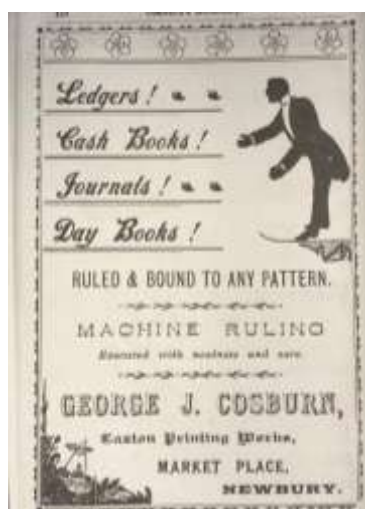 Ledgers!
Cash Books!
Journals!
Day Books!
RULED & BOUND TO ANY PATTERN.
MACHINE RULING
Executed with neatness and care.
GEORGE J. COSBURN,
Caxton Printing Works,
MARKET PLACE,
NEWBURY.